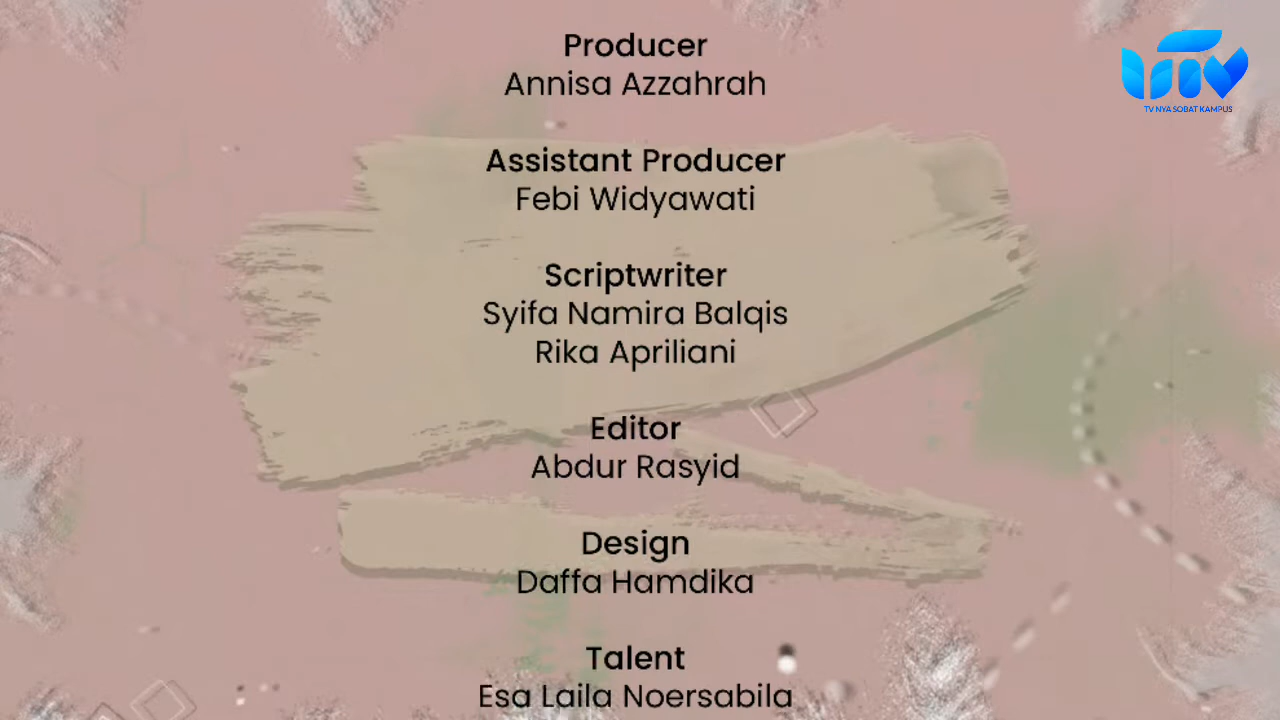 Producer
Annisa Azzahrah
Assistant Producer
Febi Widyawati
Scriptwriter
Syifa Namira Balqis
Rika Apriliani
Editor
Abdur Rasyid
Design
Daffa Hamdika
Talent
Esa Laila Noersabila
UTV
TV NYA SOBAT KAMPUS